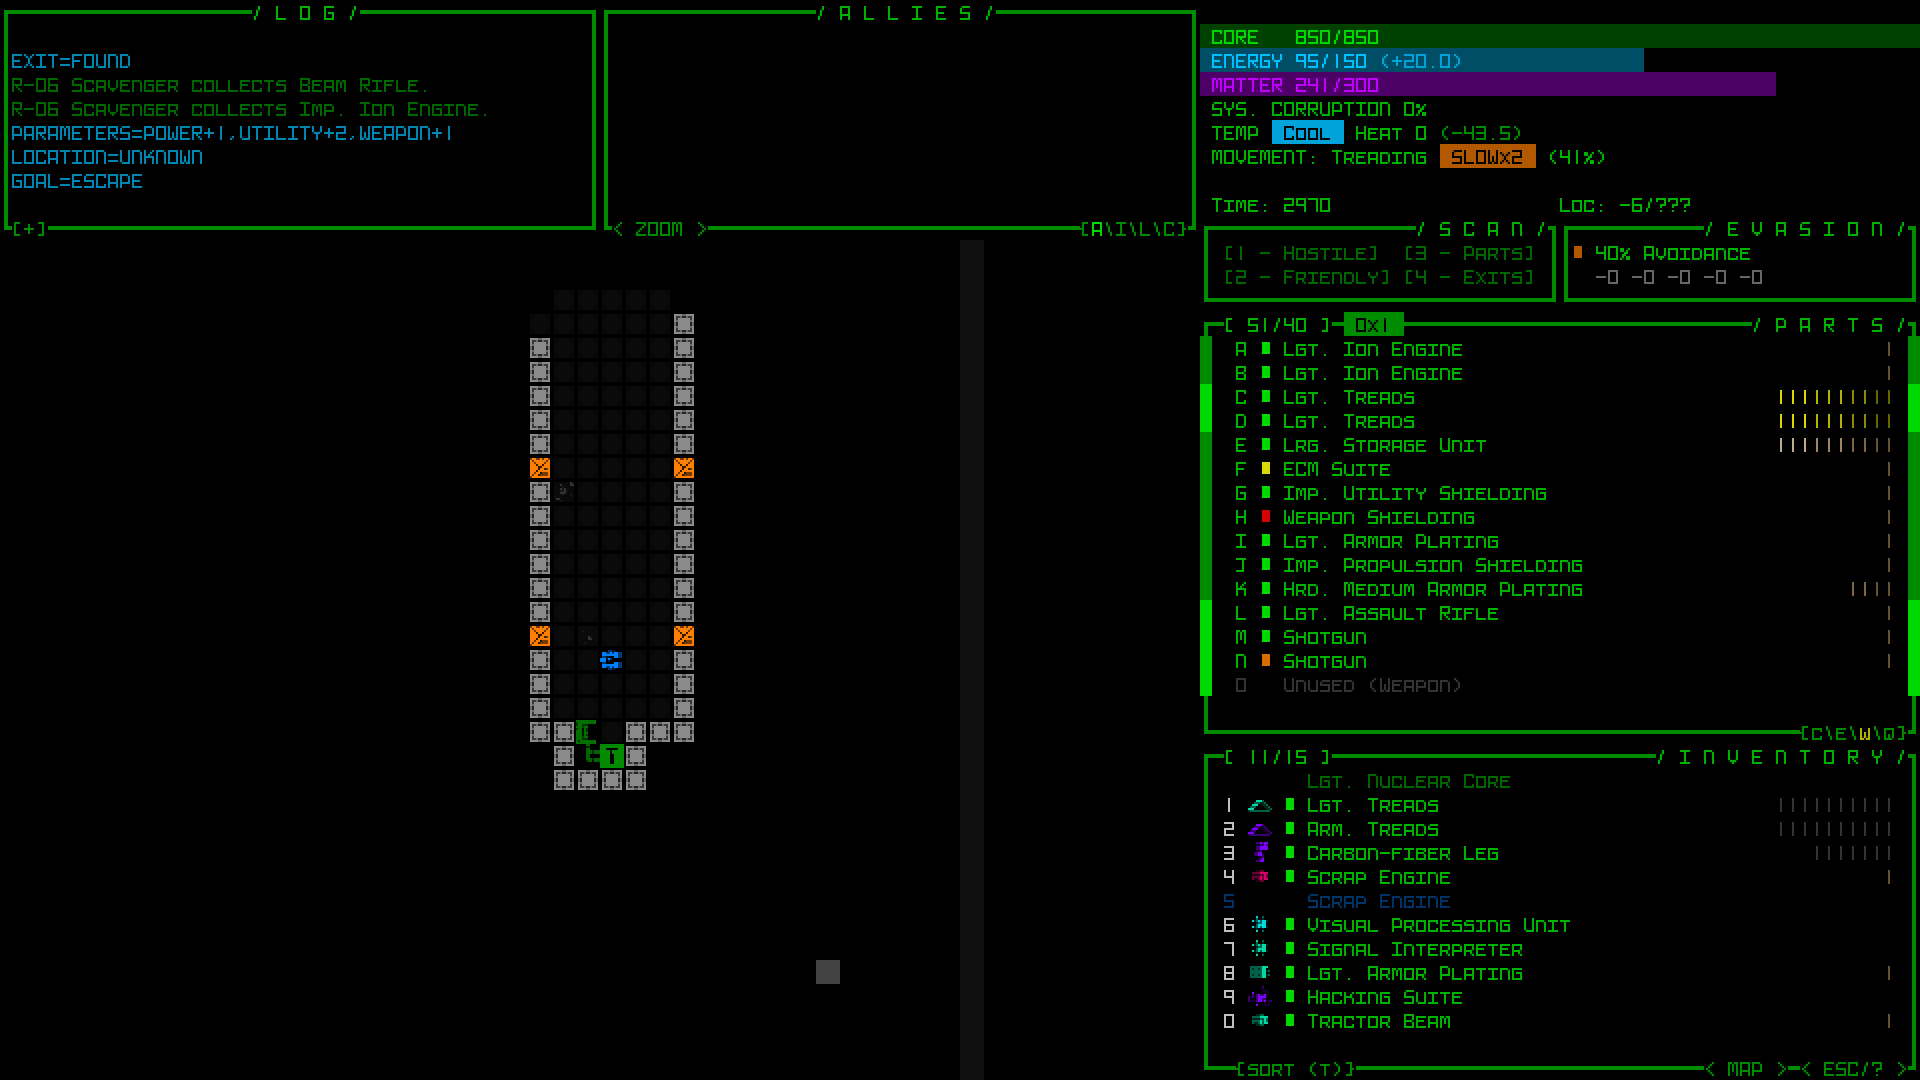 / L O G /
EXIT=FOUND
R-06 SCAVENGER COLLECTS BEAM RIFLE.
R-06 SCAVENGER COLLECTS IMP. ION ENGINE.
PARAMETERS=POWER+1,UTILITY+2,WEAPON+1
LOCATION=UNKNOWN
GOAL=ESCAPE
[+]
/ A L L I E S /
< ZOOM >
[A\I\L\C]
CORE 850/850
ENERGY 95/150 (+20.0)
MATTER 241/300
SYS. CORRUPTION 0%
TEMP COOL HEAT 0 (-43.5)
MOVEMENT: TREADING SLOWX2 (41%)
TIME: 2970 LOC: -6/???
/ S C A N /
[1 - HOSTILE] [3 - PARTS]
[2 - FRIENDLY] [4 - EXITS]
/ E V A S I O N /
40% AVOIDANCE
-0 -0 -0 -0 -0
[ 51/40 ] 0X1 / P A R T S /
A LGT. ION ENGINE
B LGT. ION ENGINE
C LGT. TREADS
D LGT. TREADS
E LRG. STORAGE UNIT
F ECM SUITE
G IMP. UTILITY SHIELDING
H WEAPON SHIELDING
I LGT. ARMOR PLATING
J IMP. PROPULSION SHIELDING
K HRD. MEDIUM ARMOR PLATING
L LGT. ASSAULT RIFLE
M SHOTGUN
N SHOTGUN
O UNUSED (WEAPON)
[C\E\W\Q]
[ 11/15 ] / I N V E N T O R Y /
LGT. NUCLEAR CORE
1 LGT. TREADS
2 ARM. TREADS
3 CARBON-FIBER LEG
4 SCRAP ENGINE
5 SCRAP ENGINE
6 VISUAL PROCESSING UNIT
7 SIGNAL INTERPRETER
8 LGT. ARMOR PLATING
9 HACKING SUITE
0 TRACTOR BEAM
[SORT (T)] < MAP > < ESC/? >
E
T